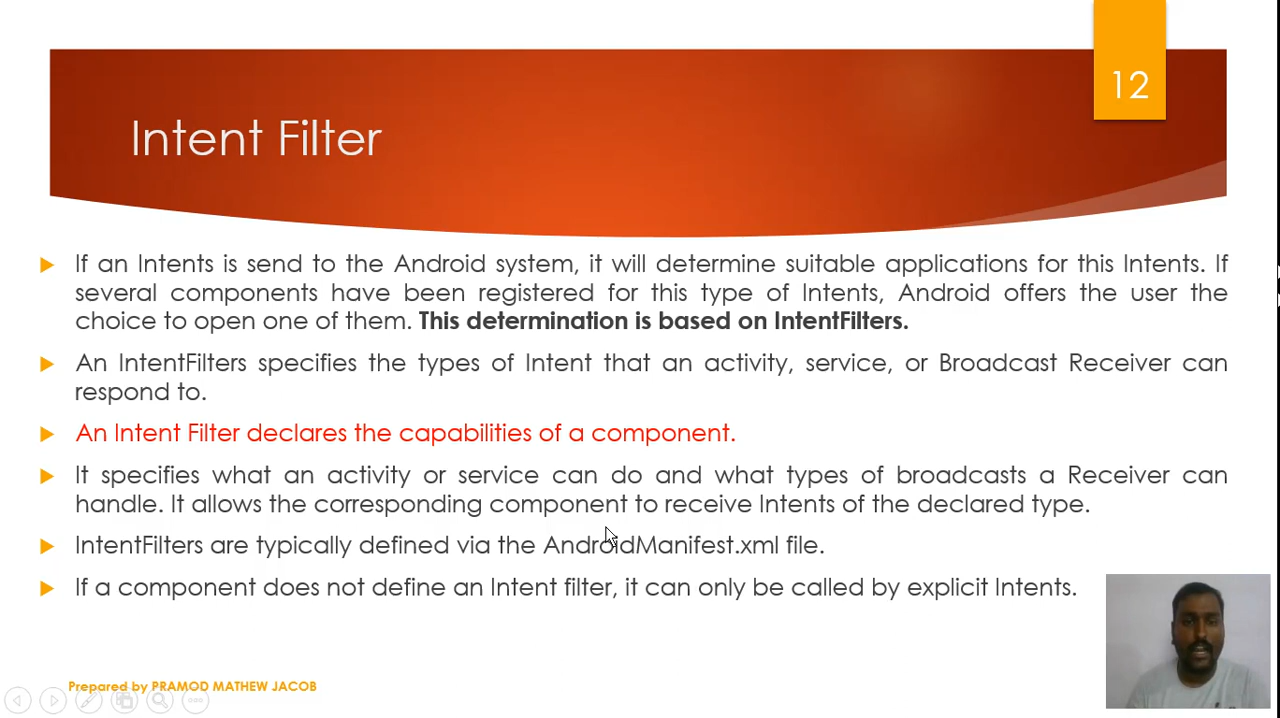 12
Intent Filter
If an Intents is send to the Android system, it will determine suitable applications for this Intents. If
several components have been registered for this type of Intents, Android offers the user the
choice to open one of them. This determination is based on IntentFilters.
An IntentFilters specifies the types of Intent that an activity, service, or Broadcast Receiver can
respond to.
An Intent Filter declares the capabilities of a component.
It specifies what an activity or service can do and what types of broadcasts a Receiver can
handle. It allows the corresponding component to receive Intents of the declared type.
IntentFilters are typically defined via the AndroidManifest.xml file.
If a component does not define an Intent filter, it can only be called by explicit Intents.
Prepared by PRAMOD MATHEW JACOB